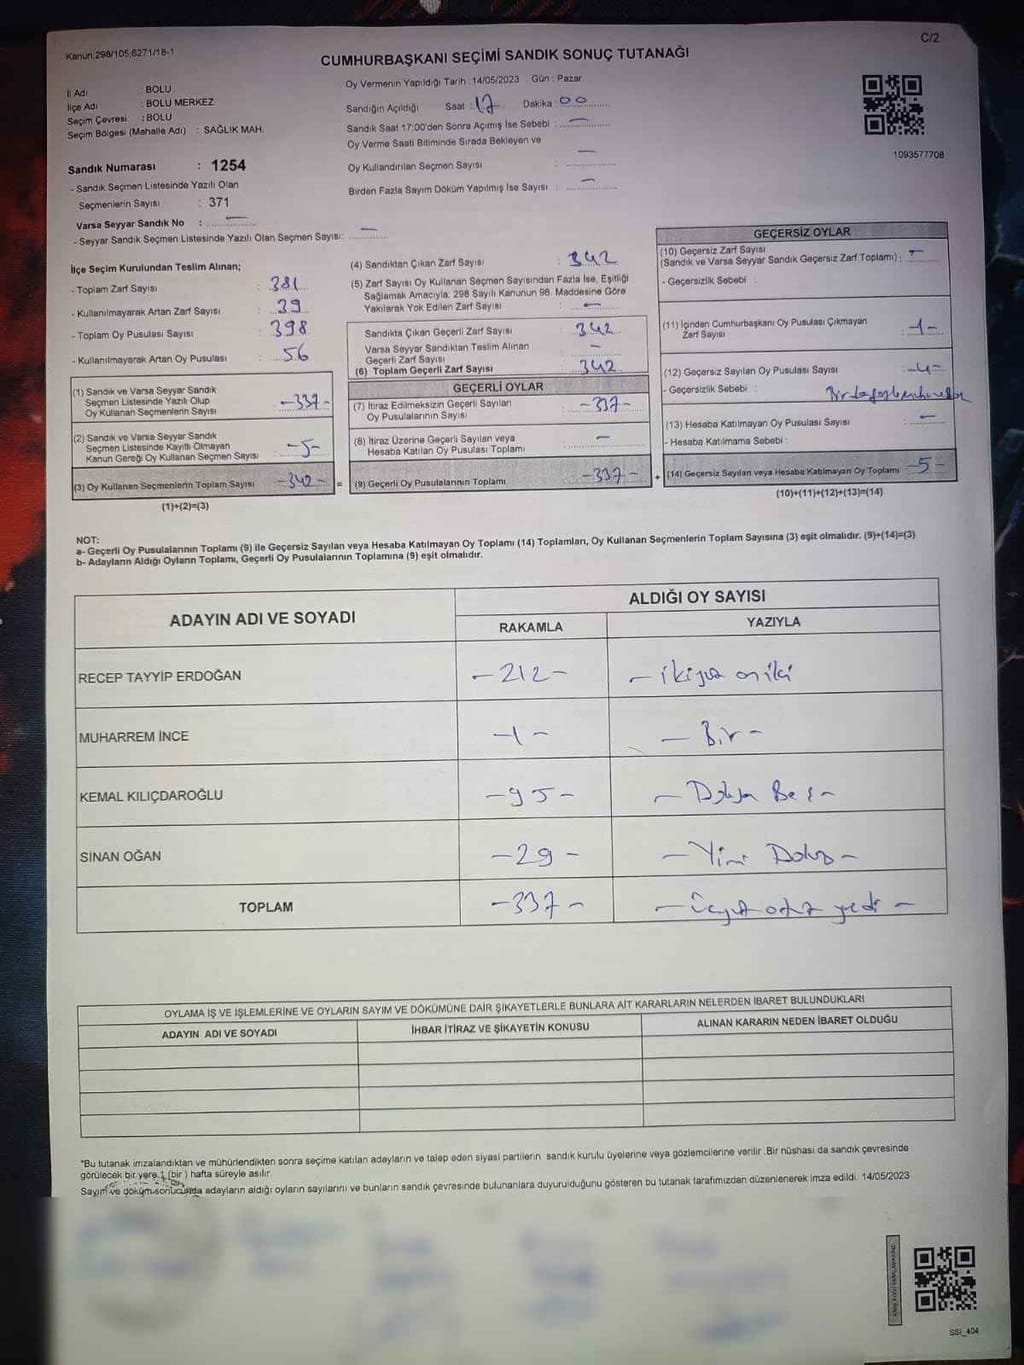 Kanun: 298/105,6271/18-1
C/2
CUMHURBAŞKANI SEÇİMİ SANDIK SONUÇ TUTANAĞI
İl Adı : BOLU
İlçe Adı : BOLU MERKEZ
Seçim Çevresi : BOLU
Seçim Bölgesi (Mahalle Adı) : SAĞLIK MAH.
Sandık Numarası : 1254
- Sandık Seçmen Listesinde Yazılı Olan
Seçmenlerin Sayısı : 371
Varsa Seyyar Sandık No : —
- Seyyar Sandık Seçmen Listesinde Yazılı Olan Seçmen Sayısı: —
Oy Vermenin Yapıldığı Tarih : 14/05/2023 Gün : Pazar
Sandığın Açıldığı Saat : 17 Dakika : 00
Sandık Saat 17:00'den Sonra Açımış İse Sebebi : —
Oy Verme Saati Bitiminde Sırada Bekleyen ve
Oy Kullandırılan Seçmen Sayısı : —
Birden Fazla Sayım Döküm Yapılmış İse Sayısı : —
1093577708
İlçe Seçim Kurulundan Teslim Alınan;
- Toplam Zarf Sayısı : 381
- Kullanılmayarak Artan Zarf Sayısı : 39
- Toplam Oy Pusulası Sayısı : 398
- Kullanılmayarak Artan Oy Pusulası : 56
(1) Sandık ve Varsa Seyyar Sandık
Seçmen Listesinde Yazılı Olup
Oy Kullanan Seçmenlerin Sayısı -337-
(2) Sandık ve Varsa Seyyar Sandık
Seçmen Listesinde Kayıtlı Olmayan
Kanun Gereği Oy Kullanan Seçmen Sayısı -5-
(3) Oy Kullanan Seçmenlerin Toplam Sayısı -342- =
(1)+(2)=(3)
(4) Sandıktan Çıkan Zarf Sayısı : 342
(5) Zarf Sayısı Oy Kullanan Seçmen Sayısından Fazla İse, Eşitliği
Sağlamak Amacıyla, 298 Sayılı Kanunun 98. Maddesine Göre
Yakılarak Yok Edilen Zarf Sayısı : —
Sandıkta Çıkan Geçerli Zarf Sayısı : 342
Varsa Seyyar Sandıktan Teslim Alınan
Geçerli Zarf Sayısı : —
(6) Toplam Geçerli Zarf Sayısı : 342
GEÇERLİ OYLAR
(7) İtiraz Edilmeksizin Geçerli Sayılan
Oy Pusulalarının Sayısı -337-
(8) İtiraz Üzerine Geçerli Sayılan veya
Hesaba Katılan Oy Pusulası Toplamı —
(9) Geçerli Oy Pusulalarının Toplamı -337- +
GEÇERSİZ OYLAR
(10) Geçersiz Zarf Sayısı
(Sandık ve Varsa Seyyar Sandık Geçersiz Zarf Toplamı) : —
- Geçersizlik Sebebi :
(11) İçinden Cumhurbaşkanı Oy Pusulası Çıkmayan
Zarf Sayısı : -1-
(12) Geçersiz Sayılan Oy Pusulası Sayısı : -4-
- Geçersizlik Sebebi :
(13) Hesaba Katılmayan Oy Pusulası Sayısı : —
- Hesaba Katılmama Sebebi :
(14) Geçersiz Sayılan veya Hesaba Katılmayan Oy Toplamı -5-
(10)+(11)+(12)+(13)=(14)
NOT:
a- Geçerli Oy Pusulalarının Toplamı (9) ile Geçersiz Sayılan veya Hesaba Katılmayan Oy Toplamı (14) Toplamları, Oy Kullanan Seçmenlerin Toplam Sayısına (3) eşit olmalıdır. (9)+(14)=(3)
b- Adayların Aldığı Oyların Toplamı, Geçerli Oy Pusulalarının Toplamına (9) eşit olmalıdır.
ADAYIN ADI VE SOYADI
ALDIĞI OY SAYISI
RAKAMLA YAZIYLA
RECEP TAYYİP ERDOĞAN -212- - ikiyüz oniki
MUHARREM İNCE -1- - Bir -
KEMAL KILIÇDAROĞLU -95- - Doksan Beş -
SİNAN OĞAN -29- - Yirmi Dokuz -
TOPLAM -337- - Üçyüz otuz yedi -
OYLAMA İŞ VE İŞLEMLERİNE VE OYLARIN SAYIM VE DÖKÜMÜNE DAİR ŞİKAYETLERLE BUNLARA AİT KARARLARIN NELERDEN İBARET BULUNDUKLARI
ADAYIN ADI VE SOYADI İHBAR İTİRAZ VE ŞİKAYETİN KONUSU ALINAN KARARIN NEDEN İBARET OLDUĞU
*Bu tutanak imzalandıktan ve mühürlendikten sonra seçime katılan adayların ve talep eden siyasi partilerin sandık kurulu üyelerine veya gözlemcilerine verilir. Bir nüshası da sandık çevresinde
görülecek bir yere 1 (bir) hafta süreyle asılır.
Sayım ve döküm sonucunda adayların aldığı oyların sayılarını ve bunların sandık çevresinde bulunanlara duyurulduğunu gösteren bu tutanak tarafımızdan düzenlenerek imza edildi. 14/05/2023
SSI_404